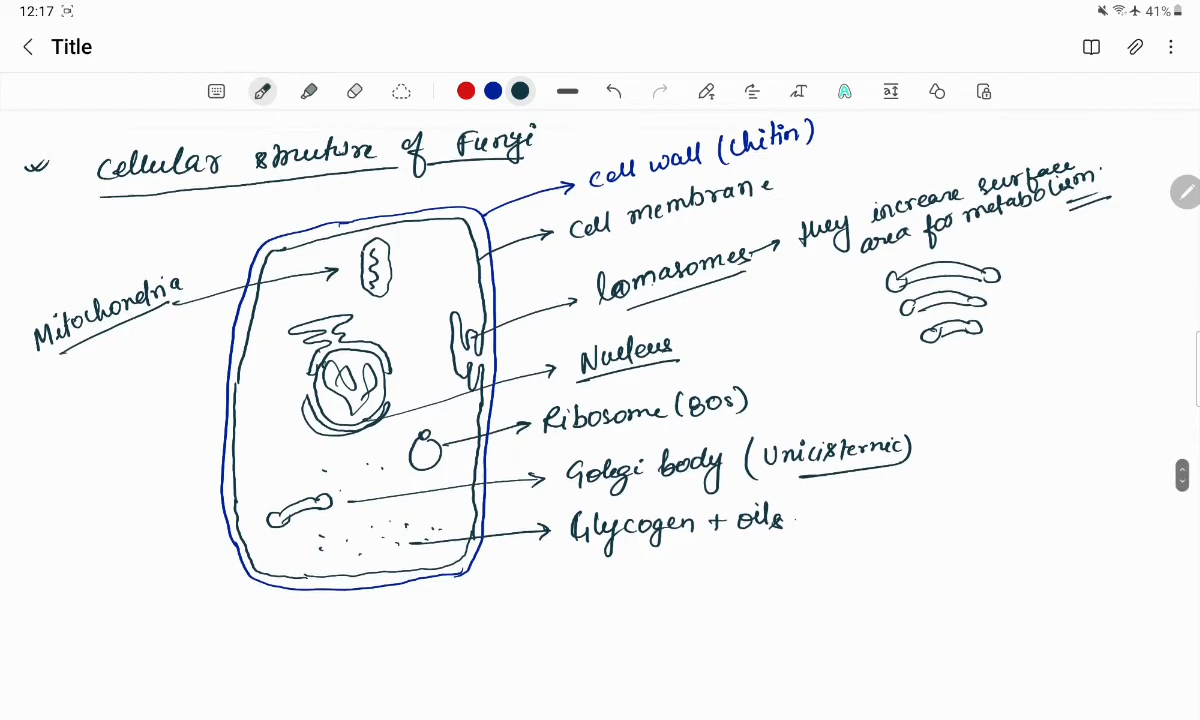 12:17
41%
Title
Cellular structure of Fungi
Cell wall (Chitin)
Cell membrane
lomasomes → they increase surface
area for metabolism.
Mitochondria
Nucleus
Ribosome (80s)
Golgi body (Unicisternic)
Glycogen + oils